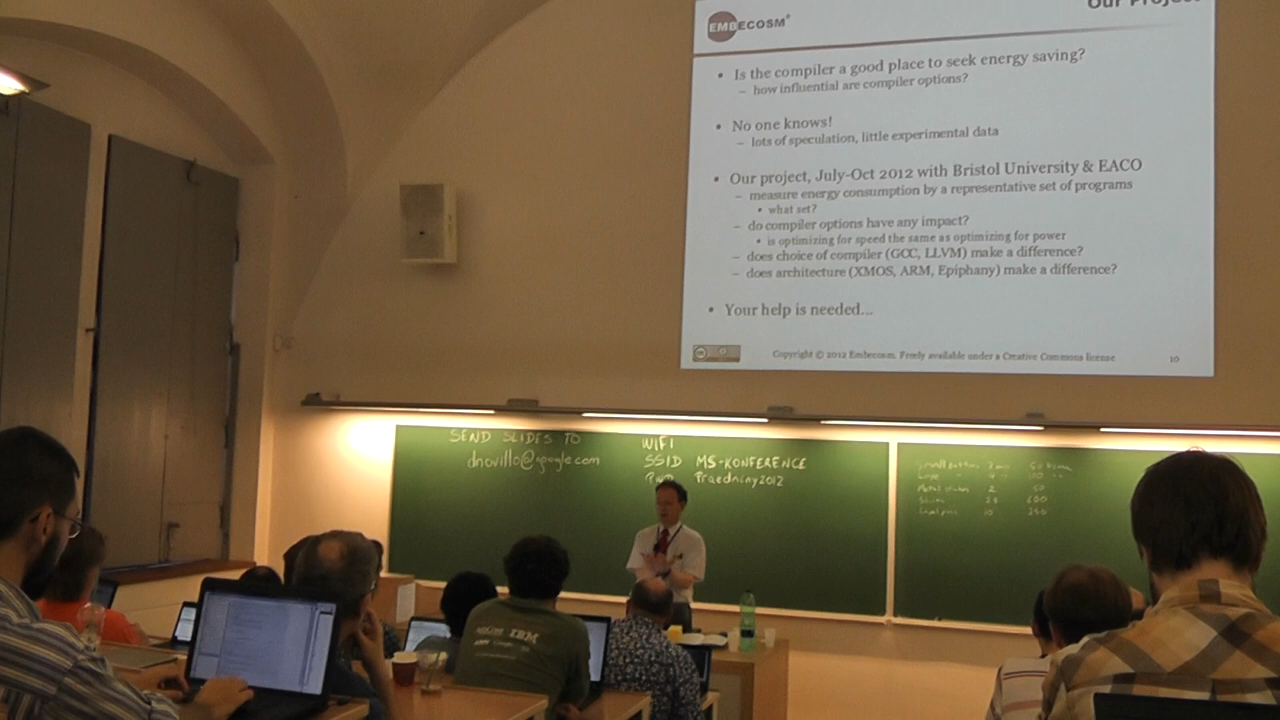 EMBECOSM®
Our Project
• Is the compiler a good place to seek energy saving?
– how influential are compiler options?
• No one knows!
– lots of speculation, little experimental data
• Our project, July-Oct 2012 with Bristol University & EACO
– measure energy consumption by a representative set of programs
• what set?
– do compiler options have any impact?
• is optimizing for speed the same as optimizing for power
– does choice of compiler (GCC, LLVM) make a difference?
– does architecture (XMOS, ARM, Epiphany) make a difference?
• Your help is needed...
Copyright © 2012 Embecosm. Freely available under a Creative Commons license
10
SEND SLIDES TO
dnovillo@google.com
WIFI
SSID MS-KONFERENCE
IBM